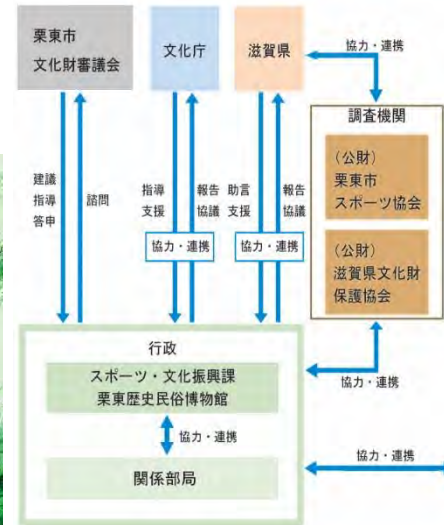 栗東市
文化財審議会
文化庁
滋賀県
協力・連携
調査機関
(公財)
栗東市
スポーツ協会
(公財)
滋賀県文化財
保護協会
建議
指導
答申
諮問
指導
支援
報告
協議
協力・連携
助言
支援
報告
協議
協力・連携
行政
スポーツ・文化振興課
栗東歴史民俗博物館
協力・連携
関係部局
協力・連携
協力・連携